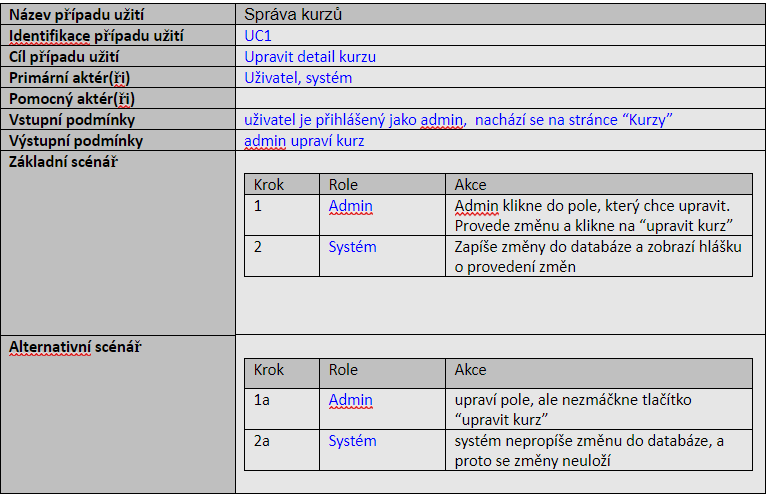 Název případu užití Správa kurzů
Identifikace případu užití UC1
Cíl případu užití Upravit detail kurzu
Primární aktér(ři) Uživatel, systém
Pomocný aktér(ři)
Vstupní podmínky uživatel je přihlášený jako admin, nachází se na stránce “Kurzy”
Výstupní podmínky admin upraví kurz
Základní scénář
Krok Role Akce
1 Admin Admin klikne do pole, který chce upravit.
Provede změnu a klikne na “upravit kurz”
2 Systém Zapíše změny do databáze a zobrazí hlášku
o provedení změn
Alternativní scénář
Krok Role Akce
1a Admin upraví pole, ale nezmáčkne tlačítko
“upravit kurz”
2a Systém systém nepropíše změnu do databáze, a
proto se změny neuloží